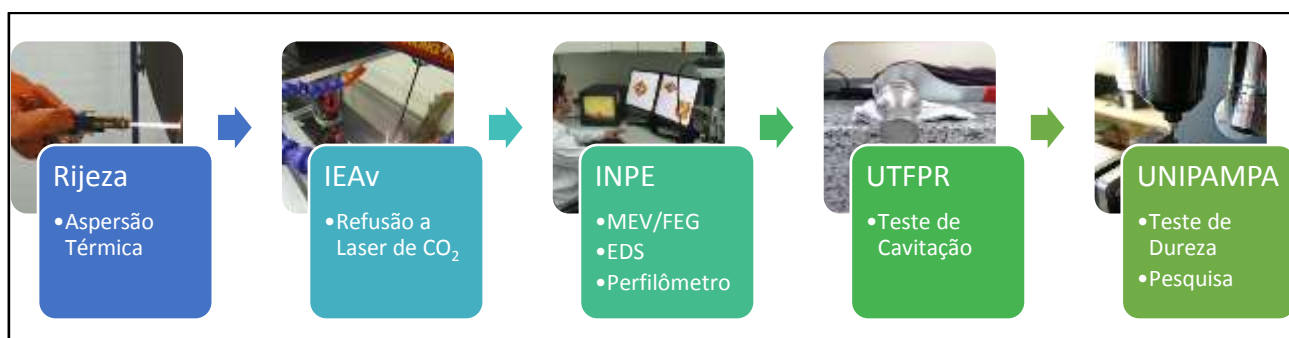 Rijeza
•Aspersão
Térmica
IEAv
•Refusão a
Laser de CO₂
INPE
•MEV/FEG
•EDS
•Perfilômetro
UTFPR
•Teste de
Cavitação
UNIPAMPA
•Teste de
Dureza
•Pesquisa